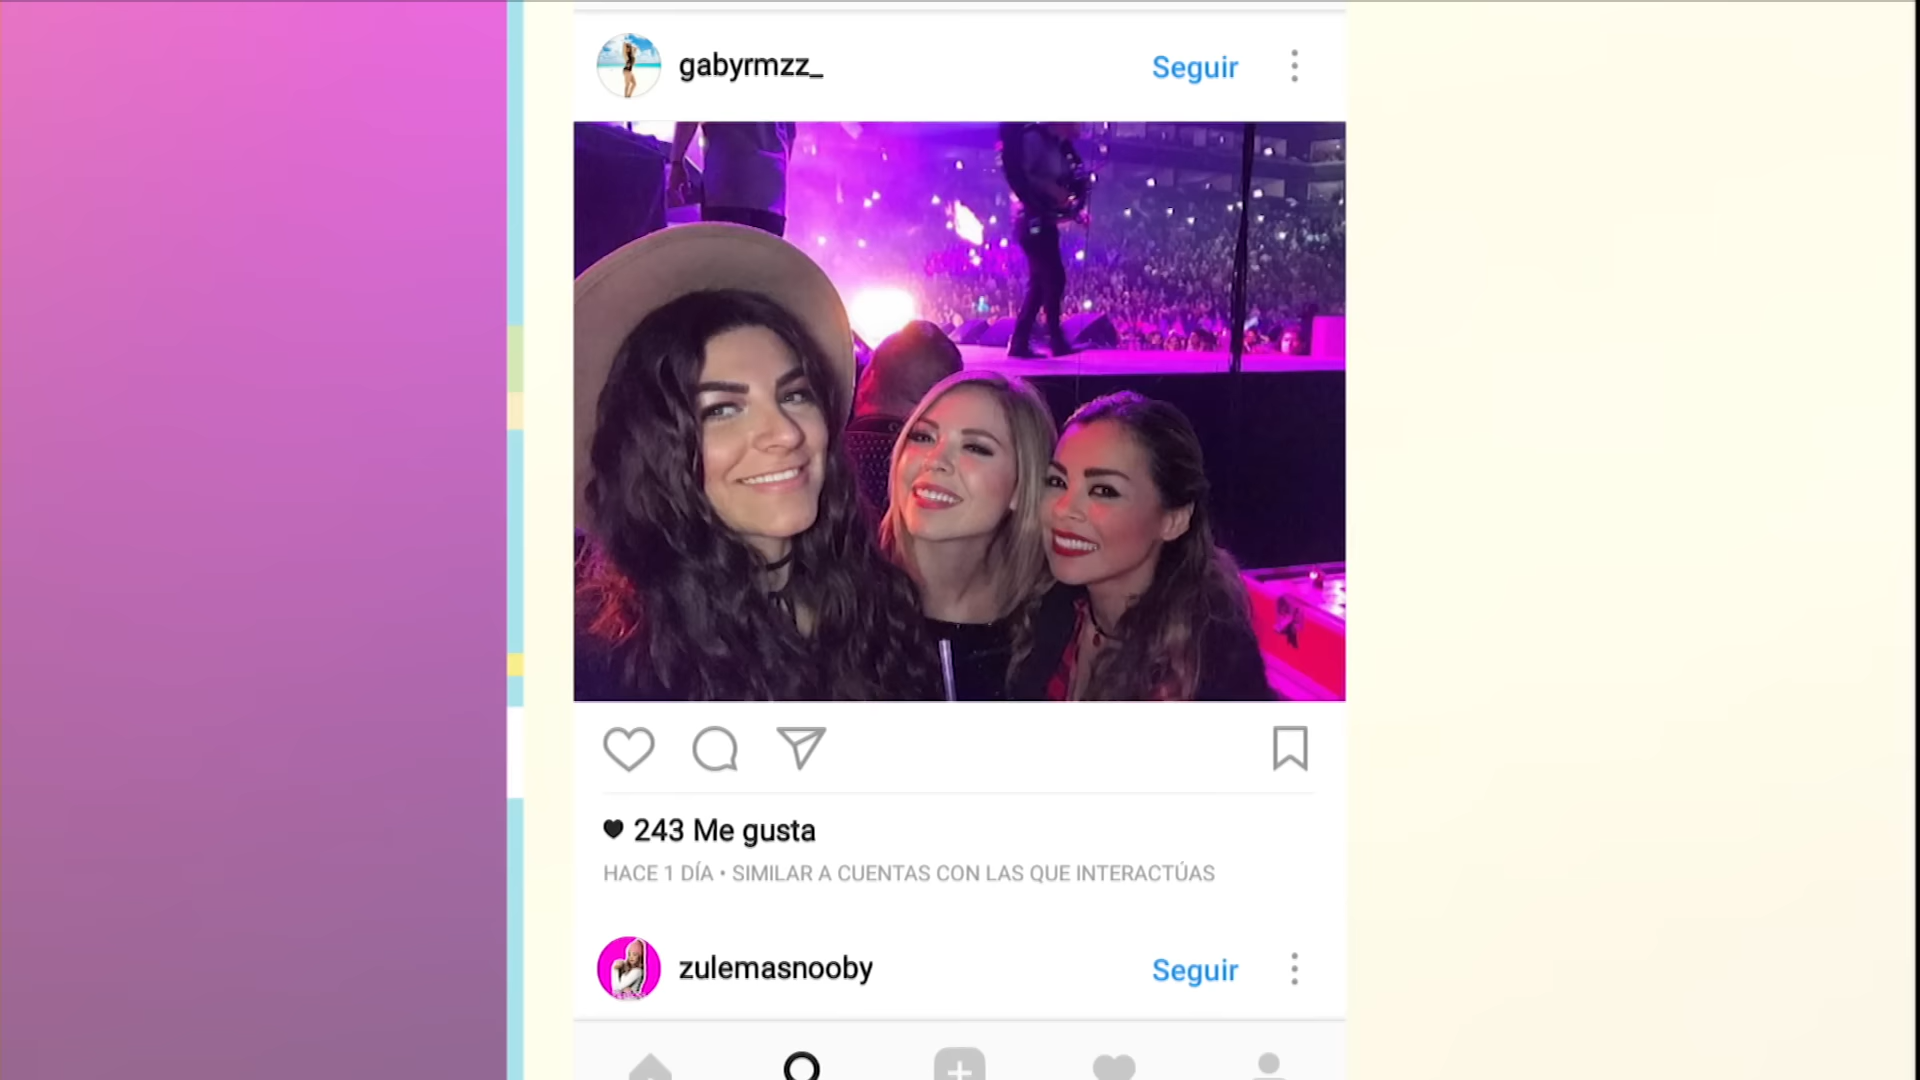 gabyrmzz_
Seguir
243 Me gusta
HACE 1 DÍA • SIMILAR A CUENTAS CON LAS QUE INTERACTÚAS
zulemasnooby
Seguir